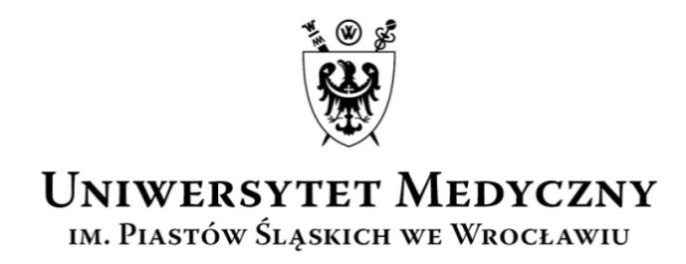 W
UNIWERSYTET MEDYCZNY
IM. PIASTÓW ŚLĄSKICH WE WROCŁAWIU